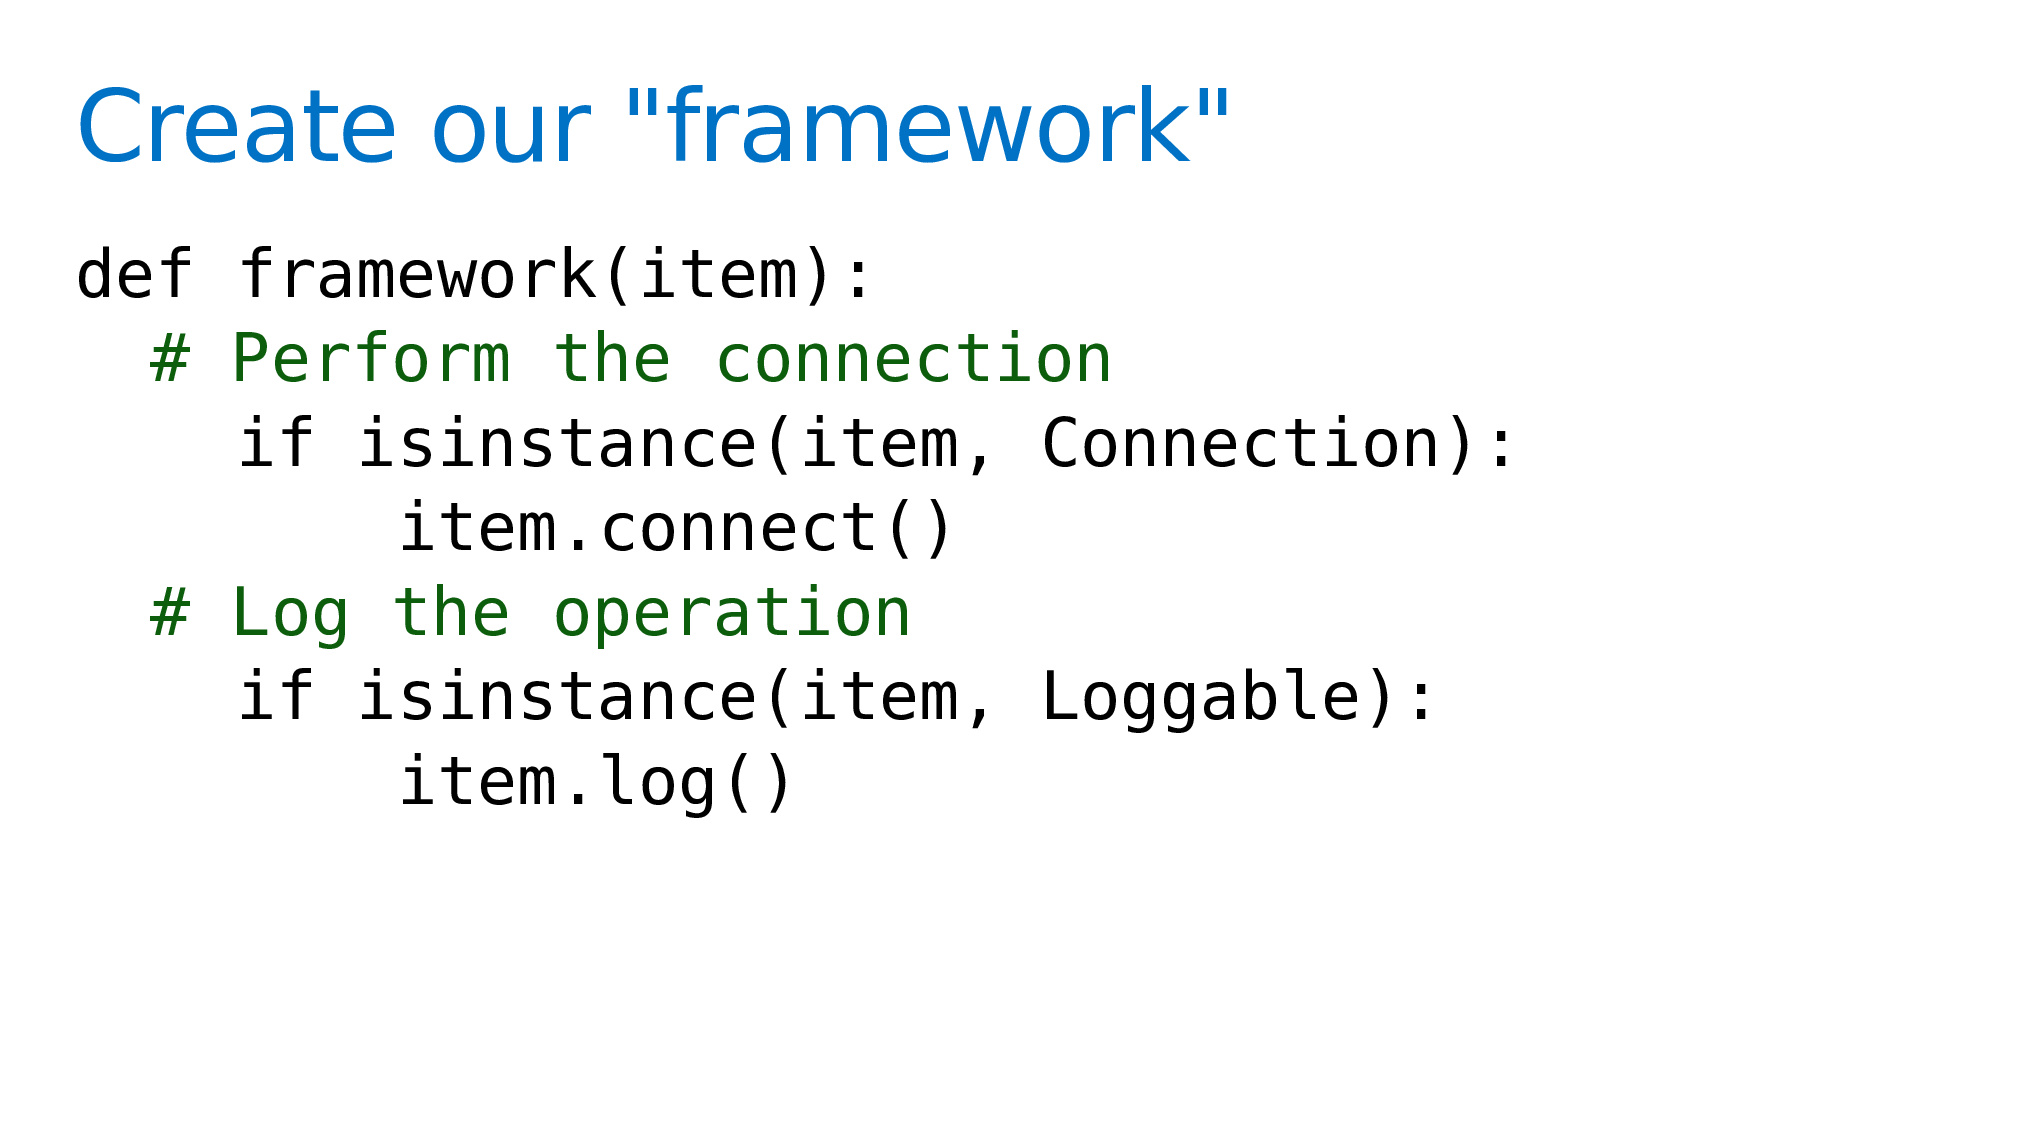 Create our "framework"
def framework(item):
  # Perform the connection
    if isinstance(item, Connection):
        item.connect()
  # Log the operation
    if isinstance(item, Loggable):
        item.log()